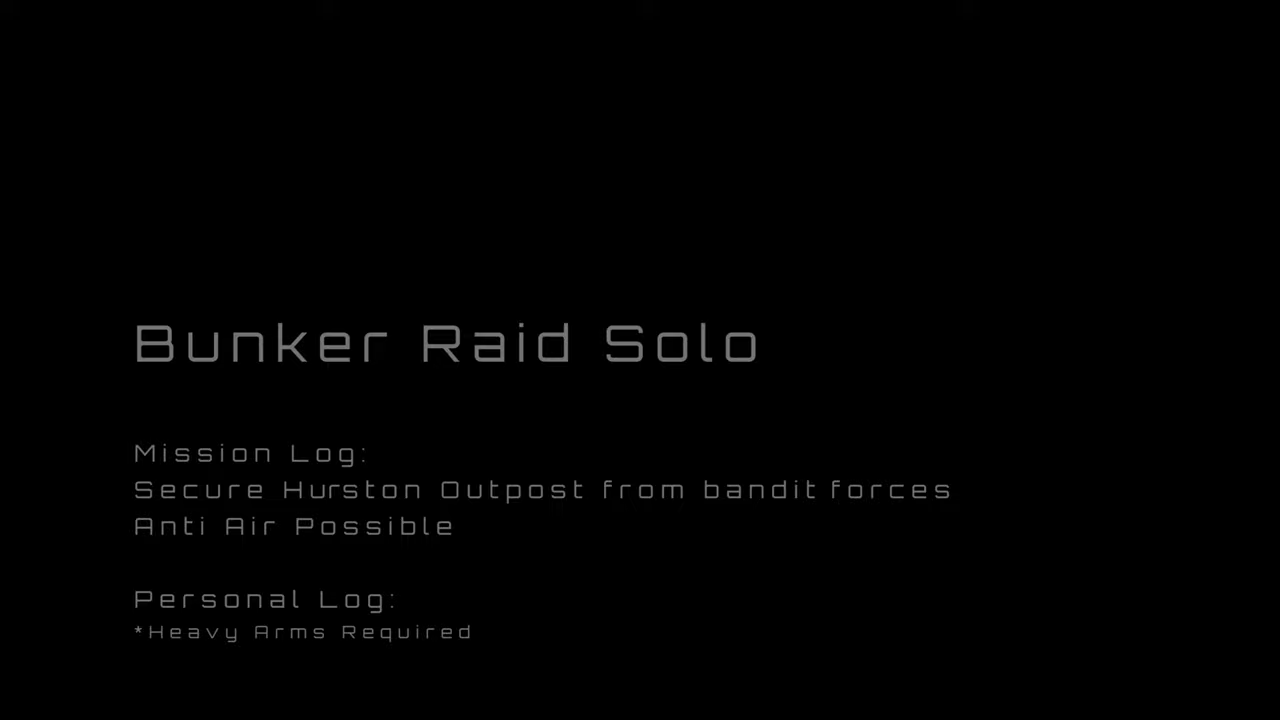 Bunker Raid Solo
Mission Log:
Secure Hurston Outpost from bandit forces
Anti Air Possible
Personal Log:
*Heavy Arms Required